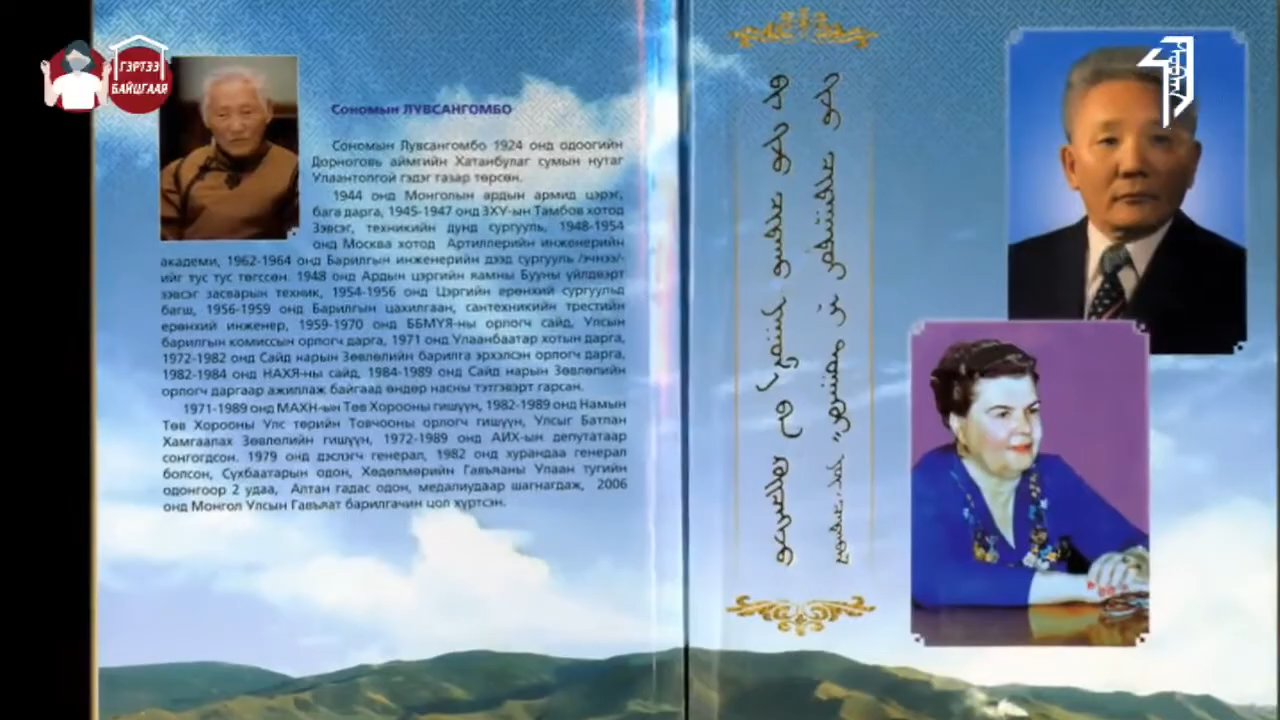 ГЭРТЭЭ
БАЙЦГААЯ
Сономын ЛУВСАНГОМБО
Сономын Лувсангомбо 1924 онд одоогийн
Дорноговь аймгийн Хатанбулаг сумын нутаг
Улаантолгой гэдэг газар төрсөн.
1944 онд Монголын ардын армид цэрэг,
бага дарга, 1945-1947 онд ЗХУ-ын Тамбов хотод
Зэвсэг, техникийн дунд сургууль, 1948-1954
онд Москва хотод Артиллерийн инженерийн
академи, 1962-1964 онд Барилгын инженерийн дээд сургууль
ийг тус тус төгссөн. 1948 онд Ардын цэргийн яамны Бууны үйлдвэрт
зэвсэг засварын техник, 1954-1956 онд Цэргийн ерөнхий сургуульд
багш, 1956-1959 онд Барилгын цахилгаан, сантехникийн трестийн
ерөнхий инженер, 1959-1970 онд ББМҮЯ-ны орлогч сайд, Улсын
барилгын комиссын орлогч дарга, 1971 онд Улаанбаатар хотын дарга,
1972-1982 онд Сайд нарын Зөвлөлийн барилга эрхэлсэн орлогч дарга,
1982-1984 онд НАХЯ-ны сайд, 1984-1989 онд Сайд нарын Зөвлөлийн
орлогч даргаар ажиллаж байгаад өндөр насны тэтгэвэрт гарсан.
1971-1989 онд МАХН-ын Төв Хорооны гишүүн, 1982-1989 онд Намын
Төв Хорооны Улс төрийн Товчооны орлогч гишүүн, Улсыг Батлан
Хамгаалах Зөвлөлийн гишүүн, 1972-1989 онд АИХ-ын депутатаар
сонгогдсон. 1979 онд дэслэгч генерал, 1982 онд хурандаа генерал
болсон, Сүхбаатарын одон, Хөдөлмөрийн Гавъяаны Улаан тугийн
одонгоор 2 удаа, Алтан гадас одон, медалиудаар шагнагдаж, 2006
онд Монгол Улсын Гавъяат барилгачин цол хүртсэн.